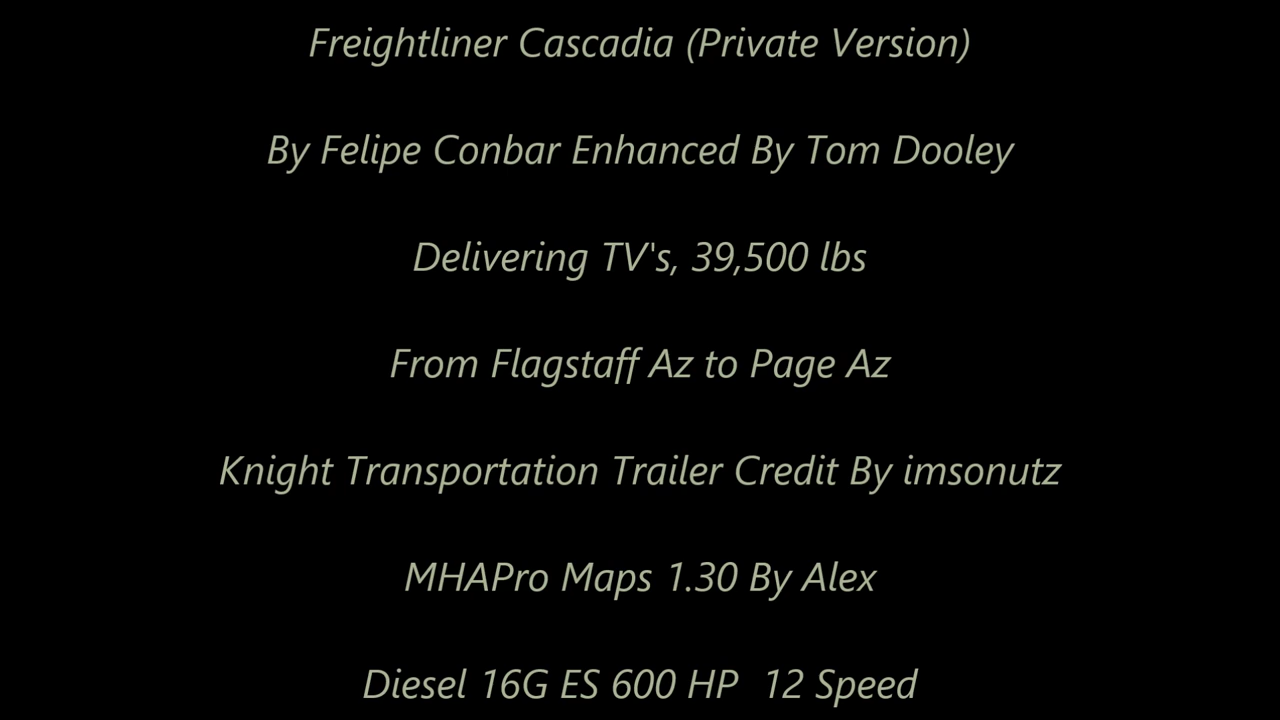 Freightliner Cascadia (Private Version)
By Felipe Conbar Enhanced By Tom Dooley
Delivering TV's, 39,500 lbs
From Flagstaff Az to Page Az
Knight Transportation Trailer Credit By imsonutz
MHAPro Maps 1.30 By Alex
Diesel 16G ES 600 HP  12 Speed